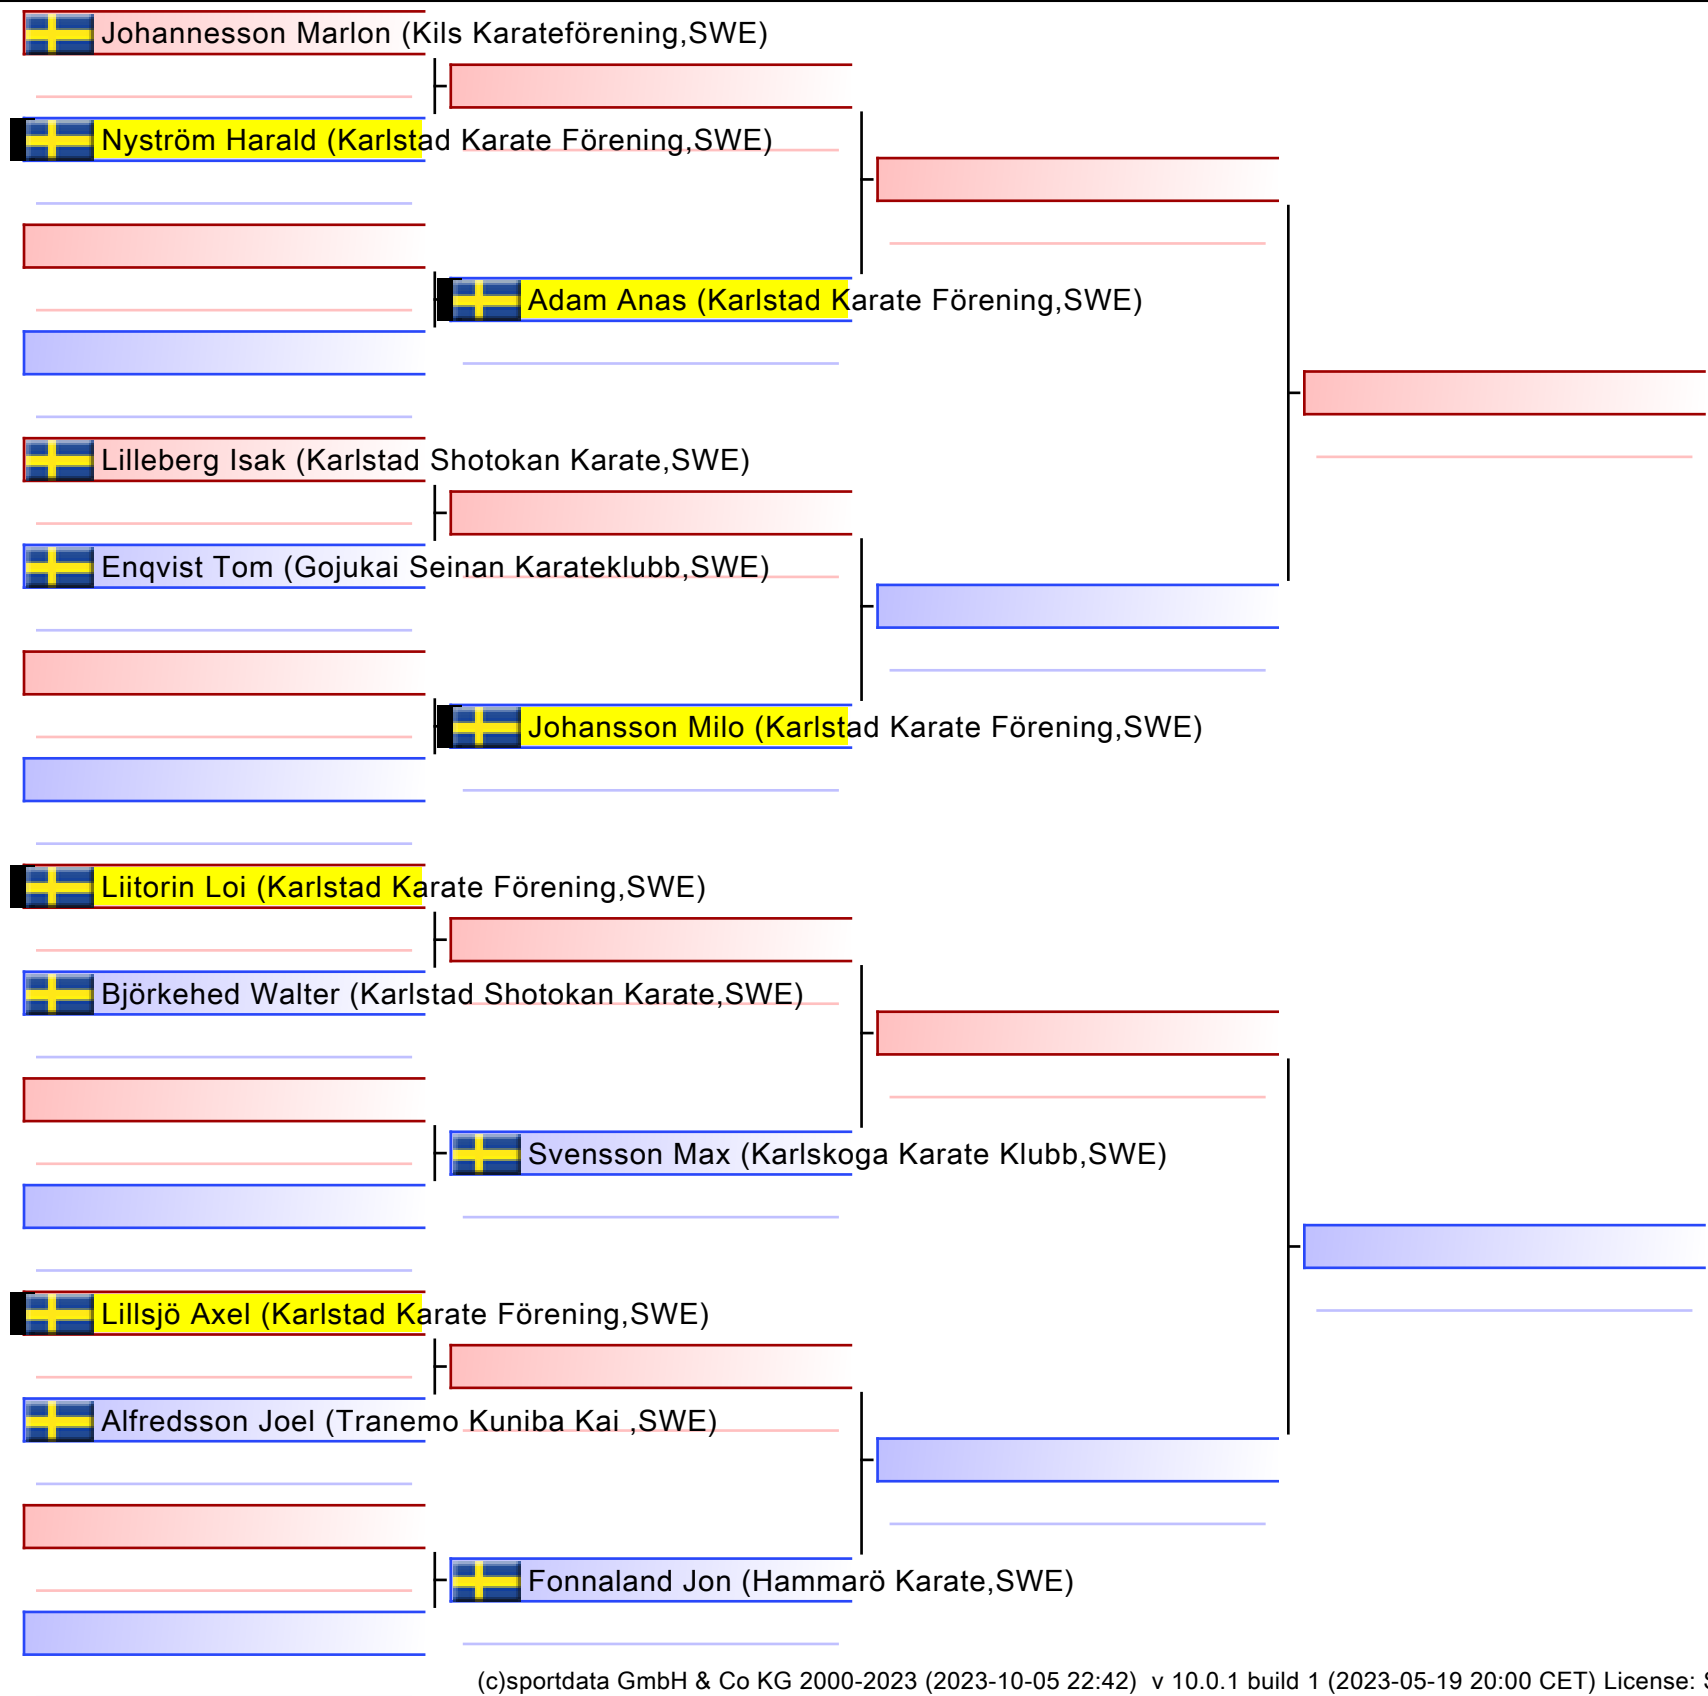 Johannesson Marlon (Kils Karateförening,SWE)
Nyström Harald (Karlstad Karate Förening,SWE)
Adam Anas (Karlstad Karate Förening,SWE)
Lilleberg Isak (Karlstad Shotokan Karate,SWE)
Enqvist Tom (Gojukai Seinan Karateklubb,SWE)
Johansson Milo (Karlstad Karate Förening,SWE)
Liitorin Loi (Karlstad Karate Förening,SWE)
Björkehed Walter (Karlstad Shotokan Karate,SWE)
Svensson Max (Karlskoga Karate Klubb,SWE)
Lillsjö Axel (Karlstad Karate Förening,SWE)
Alfredsson Joel (Tranemo Kuniba Kai ,SWE)
Fonnaland Jon (Hammarö Karate,SWE)
(c)sportdata GmbH & Co KG 2000-2023 (2023-10-05 22:42)  v 10.0.1 build 1 (2023-05-19 20:00 CET) License: